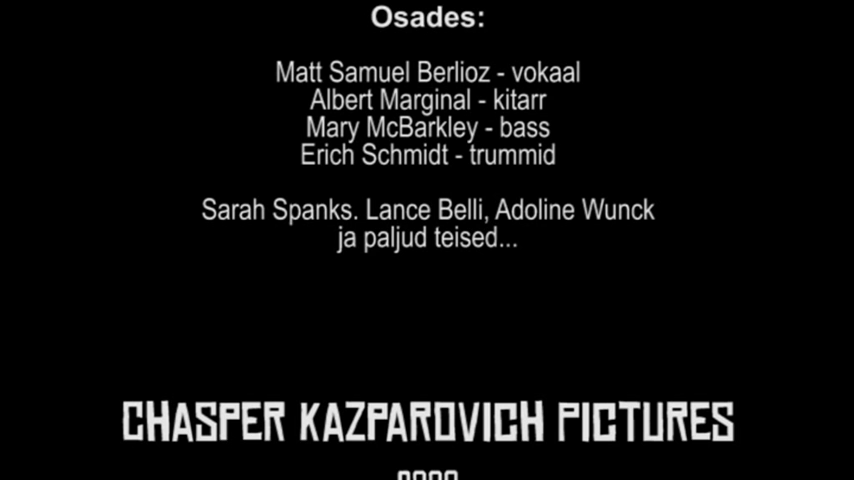 Osades:
Matt Samuel Berlioz - vokaal
Albert Marginal - kitarr
Mary McBarkley - bass
Erich Schmidt - trummid
Sarah Spanks. Lance Belli, Adoline Wunck
ja paljud teised...
CHASPER KAZPAROVICH PICTURES